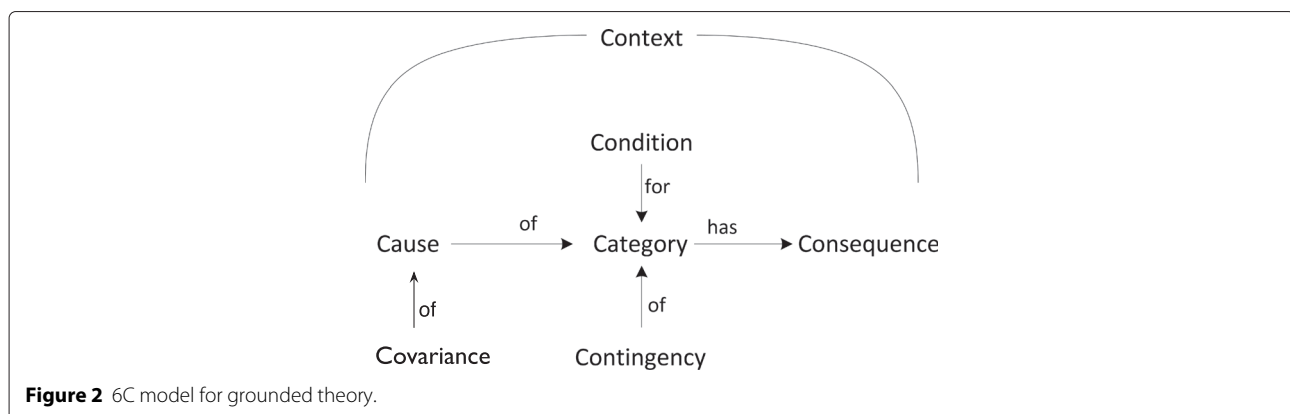 Context
Condition
for
of
has
Cause
Category
Consequence
of
of
Covariance
Contingency
Figure 2 6C model for grounded theory.